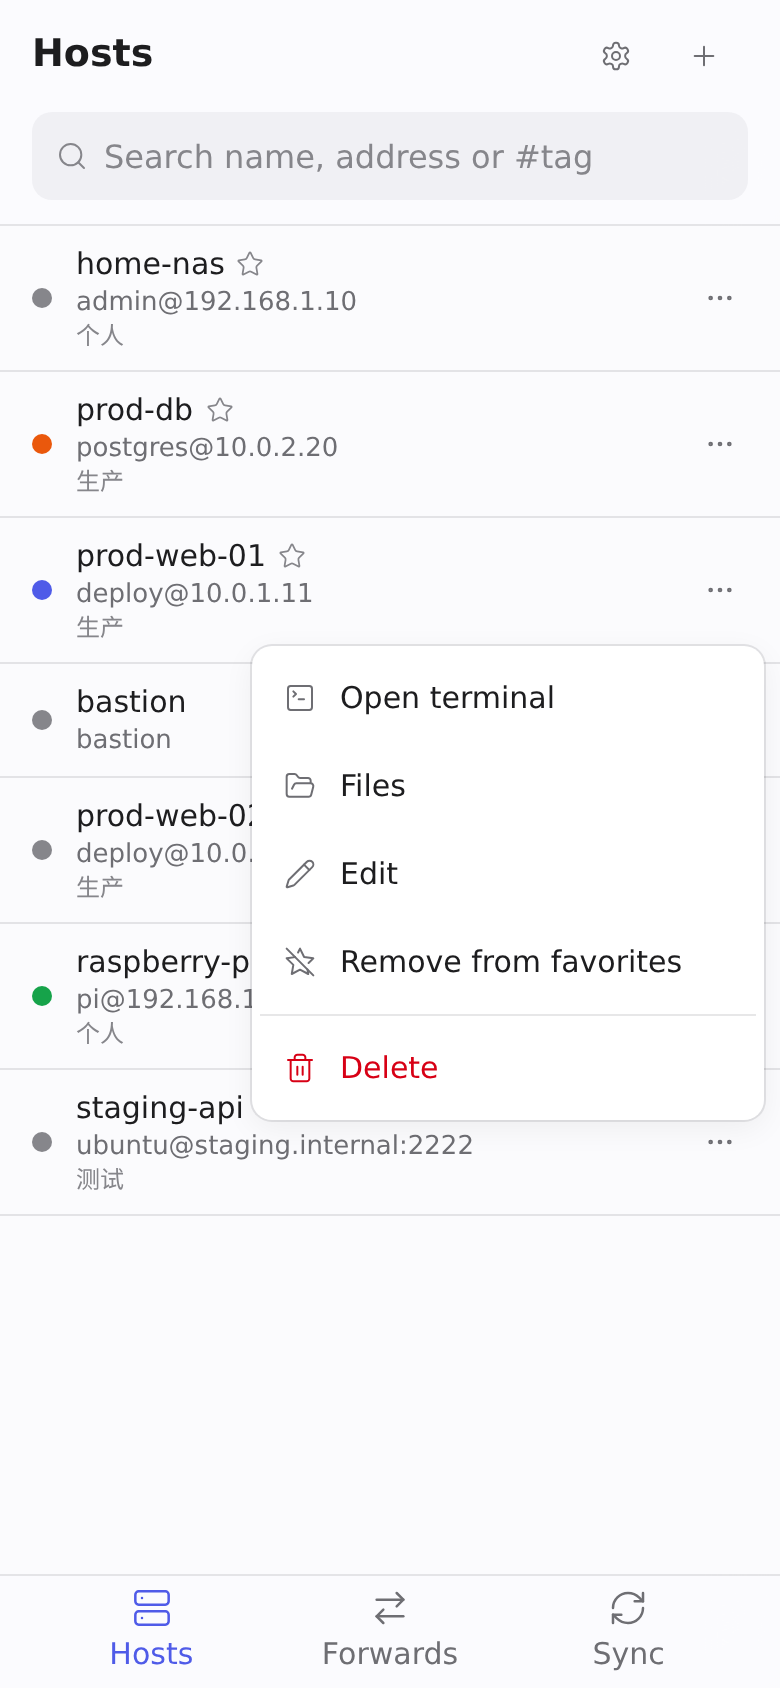 Hosts
Search name, address or #tag
home-nas
admin@192.168.1.10
个人
prod-db
postgres@10.0.2.20
生产
prod-web-01
deploy@10.0.1.11
生产
bastion
bastion
prod-web-02
deploy@10.0.
生产
raspberry-p
pi@192.168.1
个人
staging-api
ubuntu@staging.internal:2222
测试
Open terminal
Files
Edit
Remove from favorites
Delete
Hosts
Forwards
Sync